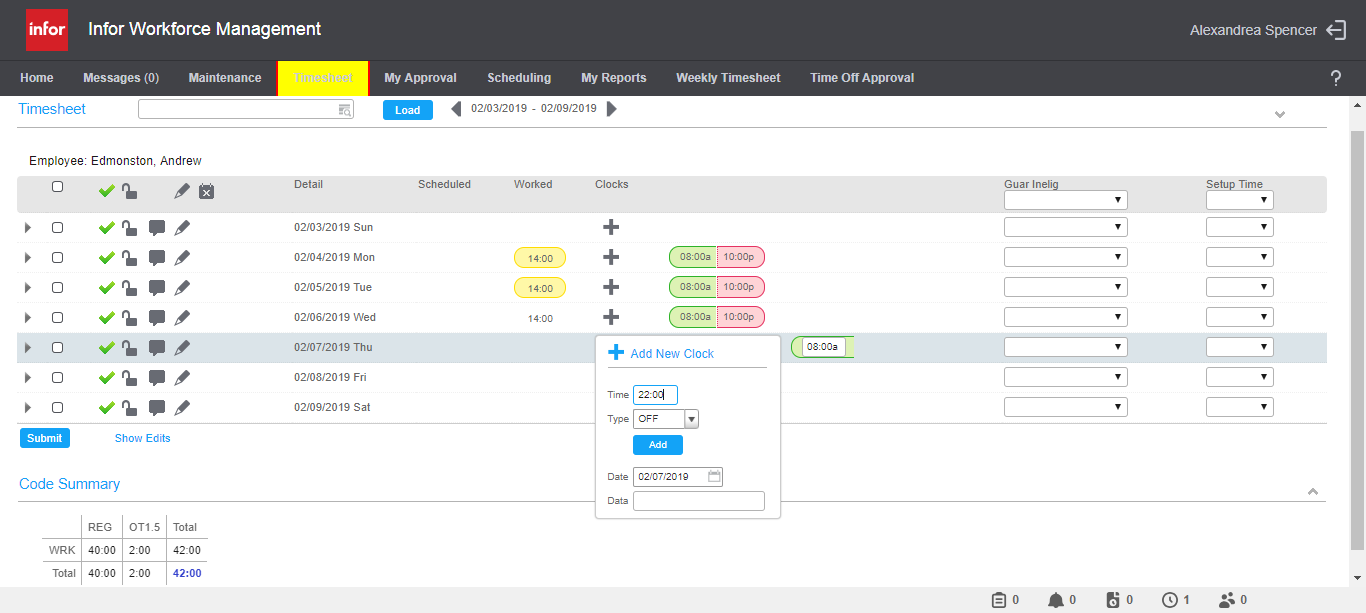 infor Infor Workforce Management Alexandrea Spencer
Home Messages (0) Maintenance Timesheet My Approval Scheduling My Reports Weekly Timesheet Time Off Approval ?
Timesheet Load 02/03/2019 - 02/09/2019
Employee: Edmonston, Andrew
Detail Scheduled Worked Clocks Guar Inelig Setup Time
02/03/2019 Sun
02/04/2019 Mon 14:00 08:00a 10:00p
02/05/2019 Tue 14:00 08:00a 10:00p
02/06/2019 Wed 14:00 08:00a 10:00p
02/07/2019 Thu 08:00a
Add New Clock
02/08/2019 Fri
Time 22:00
02/09/2019 Sat
Type OFF
Submit Show Edits Add
Date 02/07/2019
Code Summary
Data
REG OT1.5 Total
WRK 40:00 2:00 42:00
Total 40:00 2:00 42:00
0 0 0 1 0